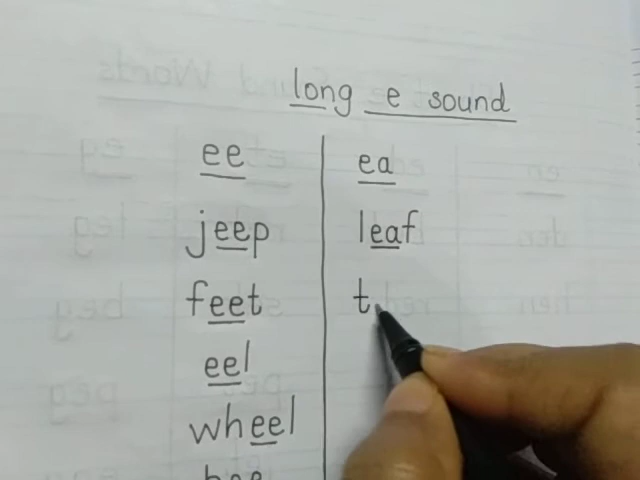 long e sound
ee ea
jeep leaf
feet t
eel
wheel